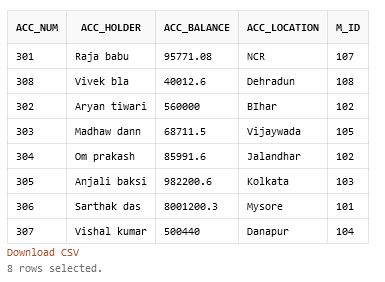 ACC_NUM ACC_HOLDER ACC_BALANCE ACC_LOCATION M_ID
301 Raja babu 95771.08 NCR 107
308 Vivek bla 40012.6 Dehradun 108
302 Aryan tiwari 560000 BIhar 102
303 Madhaw dann 68711.5 Vijaywada 105
304 Om prakash 85991.6 Jalandhar 102
305 Anjali baksi 982200.6 Kolkata 103
306 Sarthak das 8001200.3 Mysore 101
307 Vishal kumar 500440 Danapur 104
Download CSV
8 rows selected.